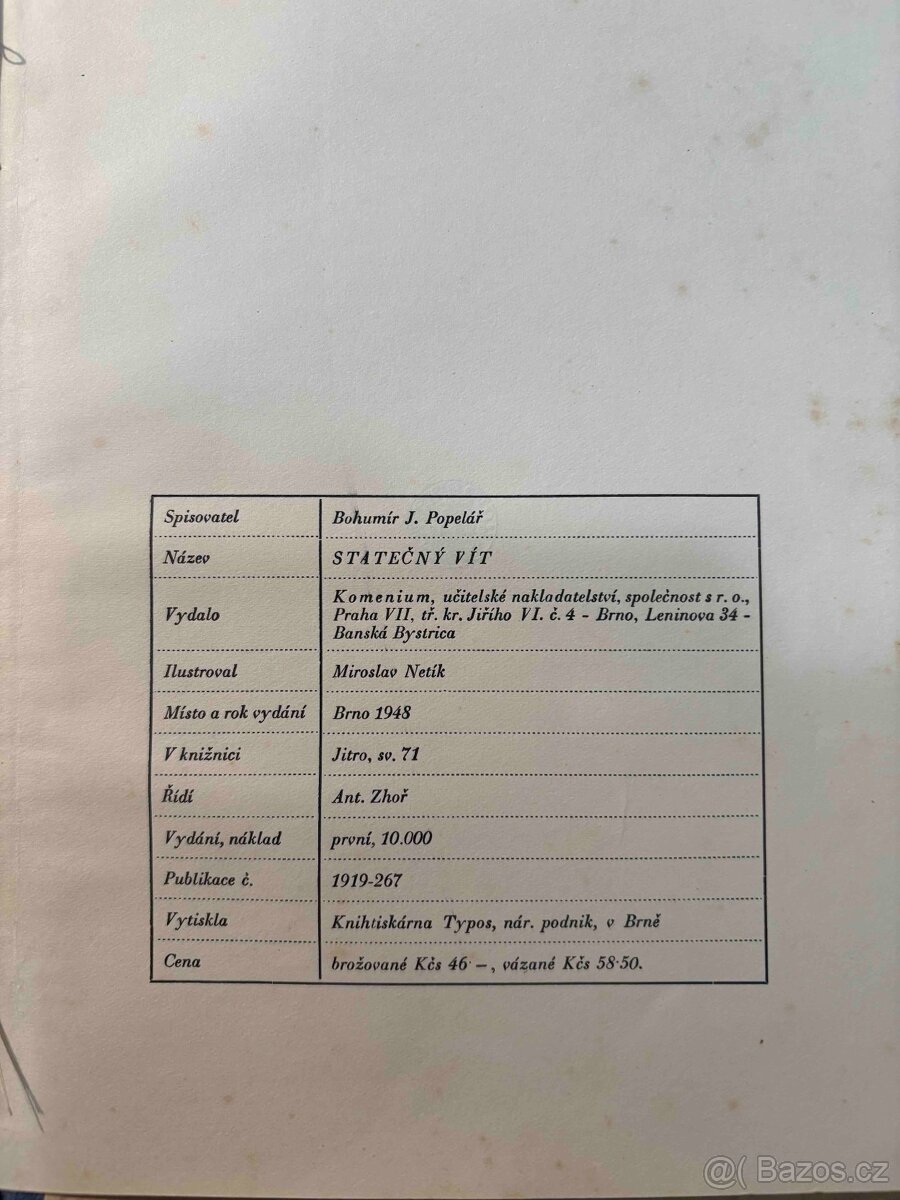 Spisovatel Bohumír J. Popelář
Název STATEČNÝ VÍT
Vydalo Komenium, učitelské nakladatelství, společnost s r. o.,
Praha VII, tř. kr. Jiřího VI. č. 4 - Brno, Leninova 34 -
Banská Bystrica
Ilustroval Miroslav Netík
Místo a rok vydání Brno 1948
V knižnici Jitro, sv. 71
Řídí Ant. Zhoř
Vydání, náklad první, 10.000
Publikace č. 1919-267
Vytiskla Knihtiskárna Typos, nár. podnik, v Brně
Cena brožované Kčs 46·–, vázané Kčs 58·50.
@( Bazos.cz